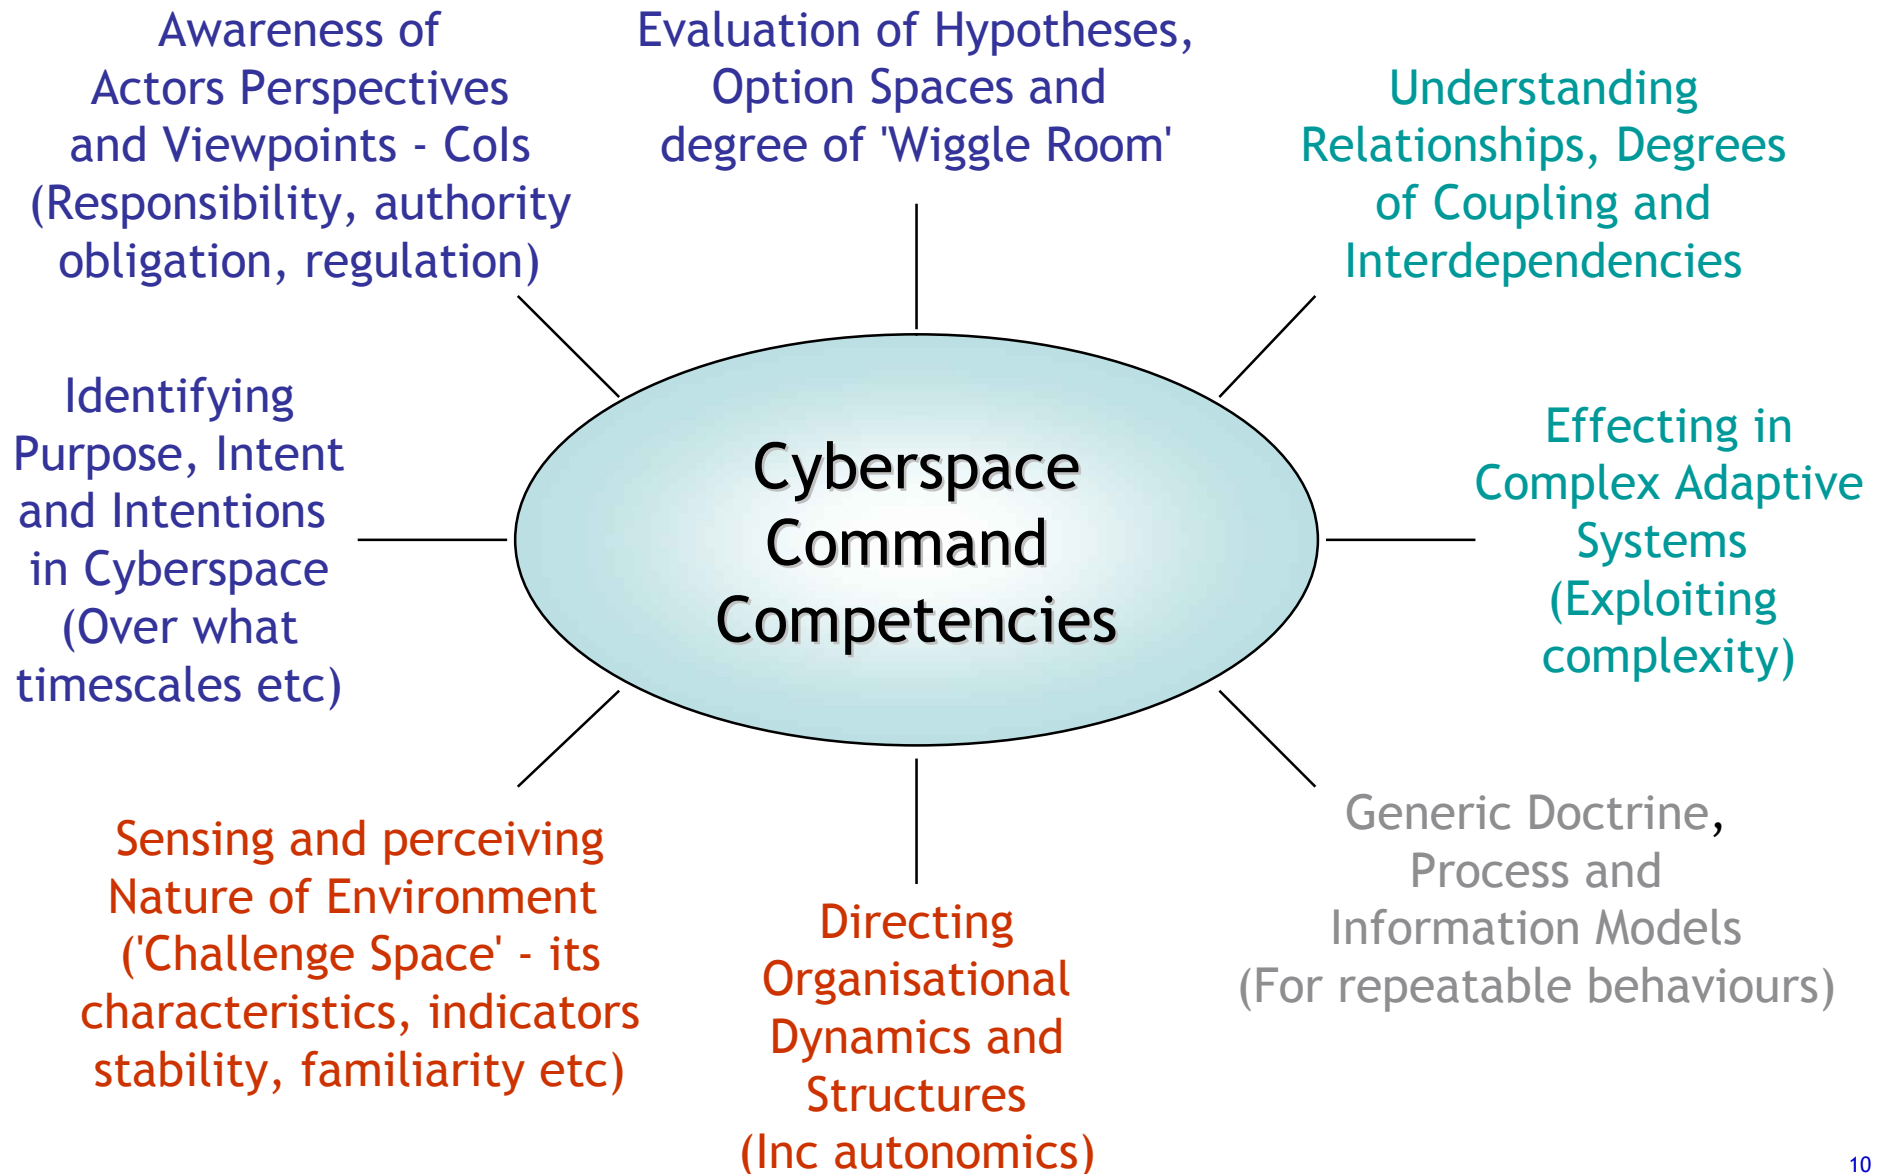 Awareness of
Actors Perspectives
and Viewpoints - CoIs
(Responsibility, authority
obligation, regulation)
Evaluation of Hypotheses,
Option Spaces and
degree of 'Wiggle Room'
Understanding
Relationships, Degrees
of Coupling and
Interdependencies
Identifying
Purpose, Intent
and Intentions
in Cyberspace
(Over what
timescales etc)
Cyberspace
Command
Competencies
Effecting in
Complex Adaptive
Systems
(Exploiting
complexity)
Sensing and perceiving
Nature of Environment
('Challenge Space' - its
characteristics, indicators
stability, familiarity etc)
Directing
Organisational
Dynamics and
Structures
(Inc autonomics)
Generic Doctrine,
Process and
Information Models
(For repeatable behaviours)
10